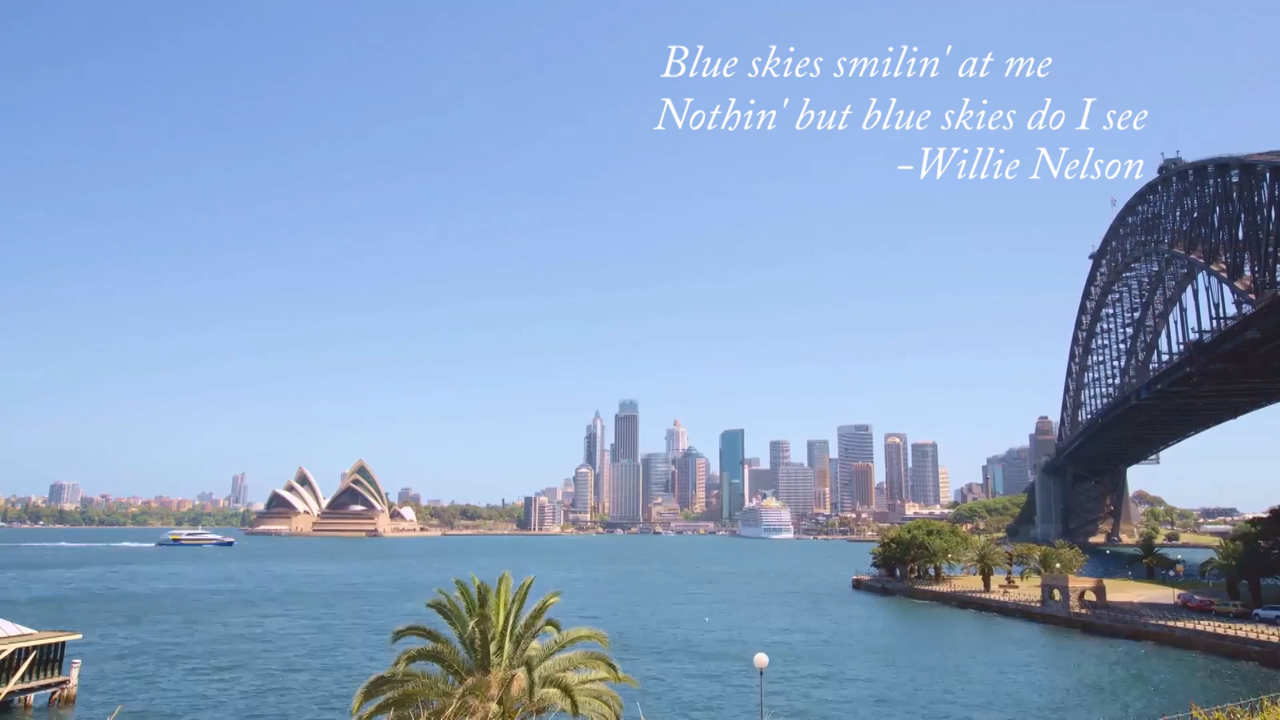 Blue skies smilin' at me
Nothin' but blue skies do I see
-Willie Nelson